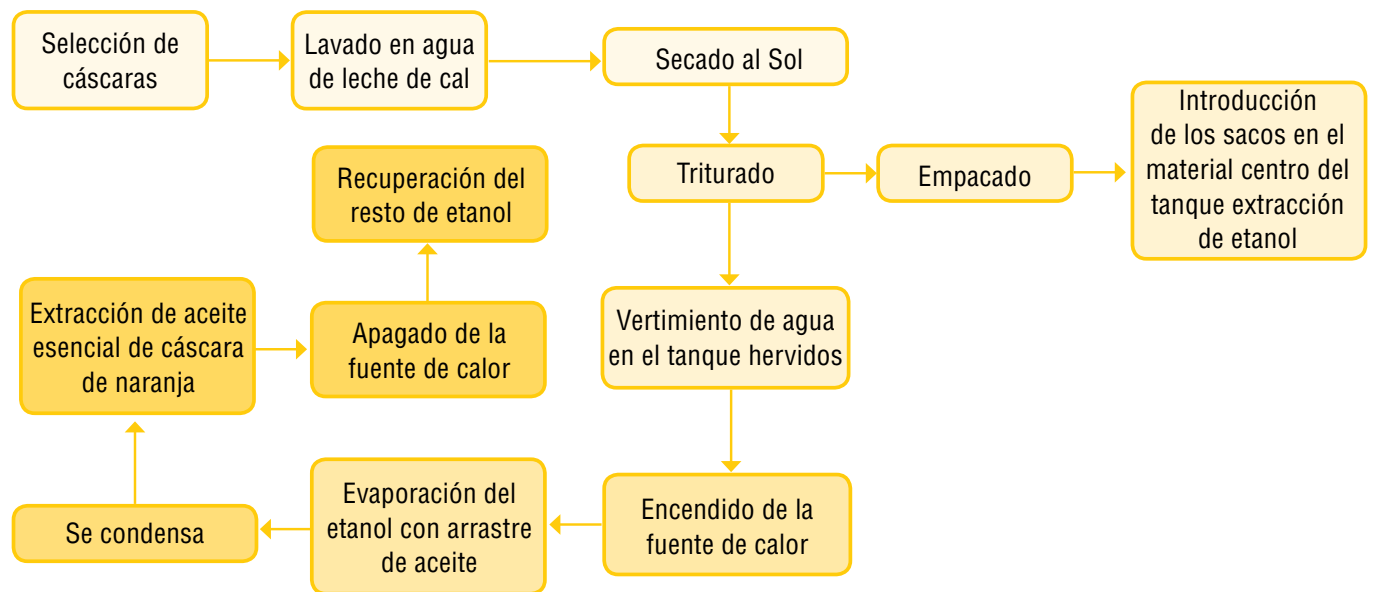 Selección de
cáscaras
Lavado en agua
de leche de cal
Secado al Sol
Triturado
Empacado
Introducción
de los sacos en el
material centro del
tanque extracción
de etanol
Vertimiento de agua
en el tanque hervidos
Encendido de la
fuente de calor
Evaporación del
etanol con arrastre
de aceite
Se condensa
Extracción de aceite
esencial de cáscara
de naranja
Apagado de la
fuente de calor
Recuperación del
resto de etanol